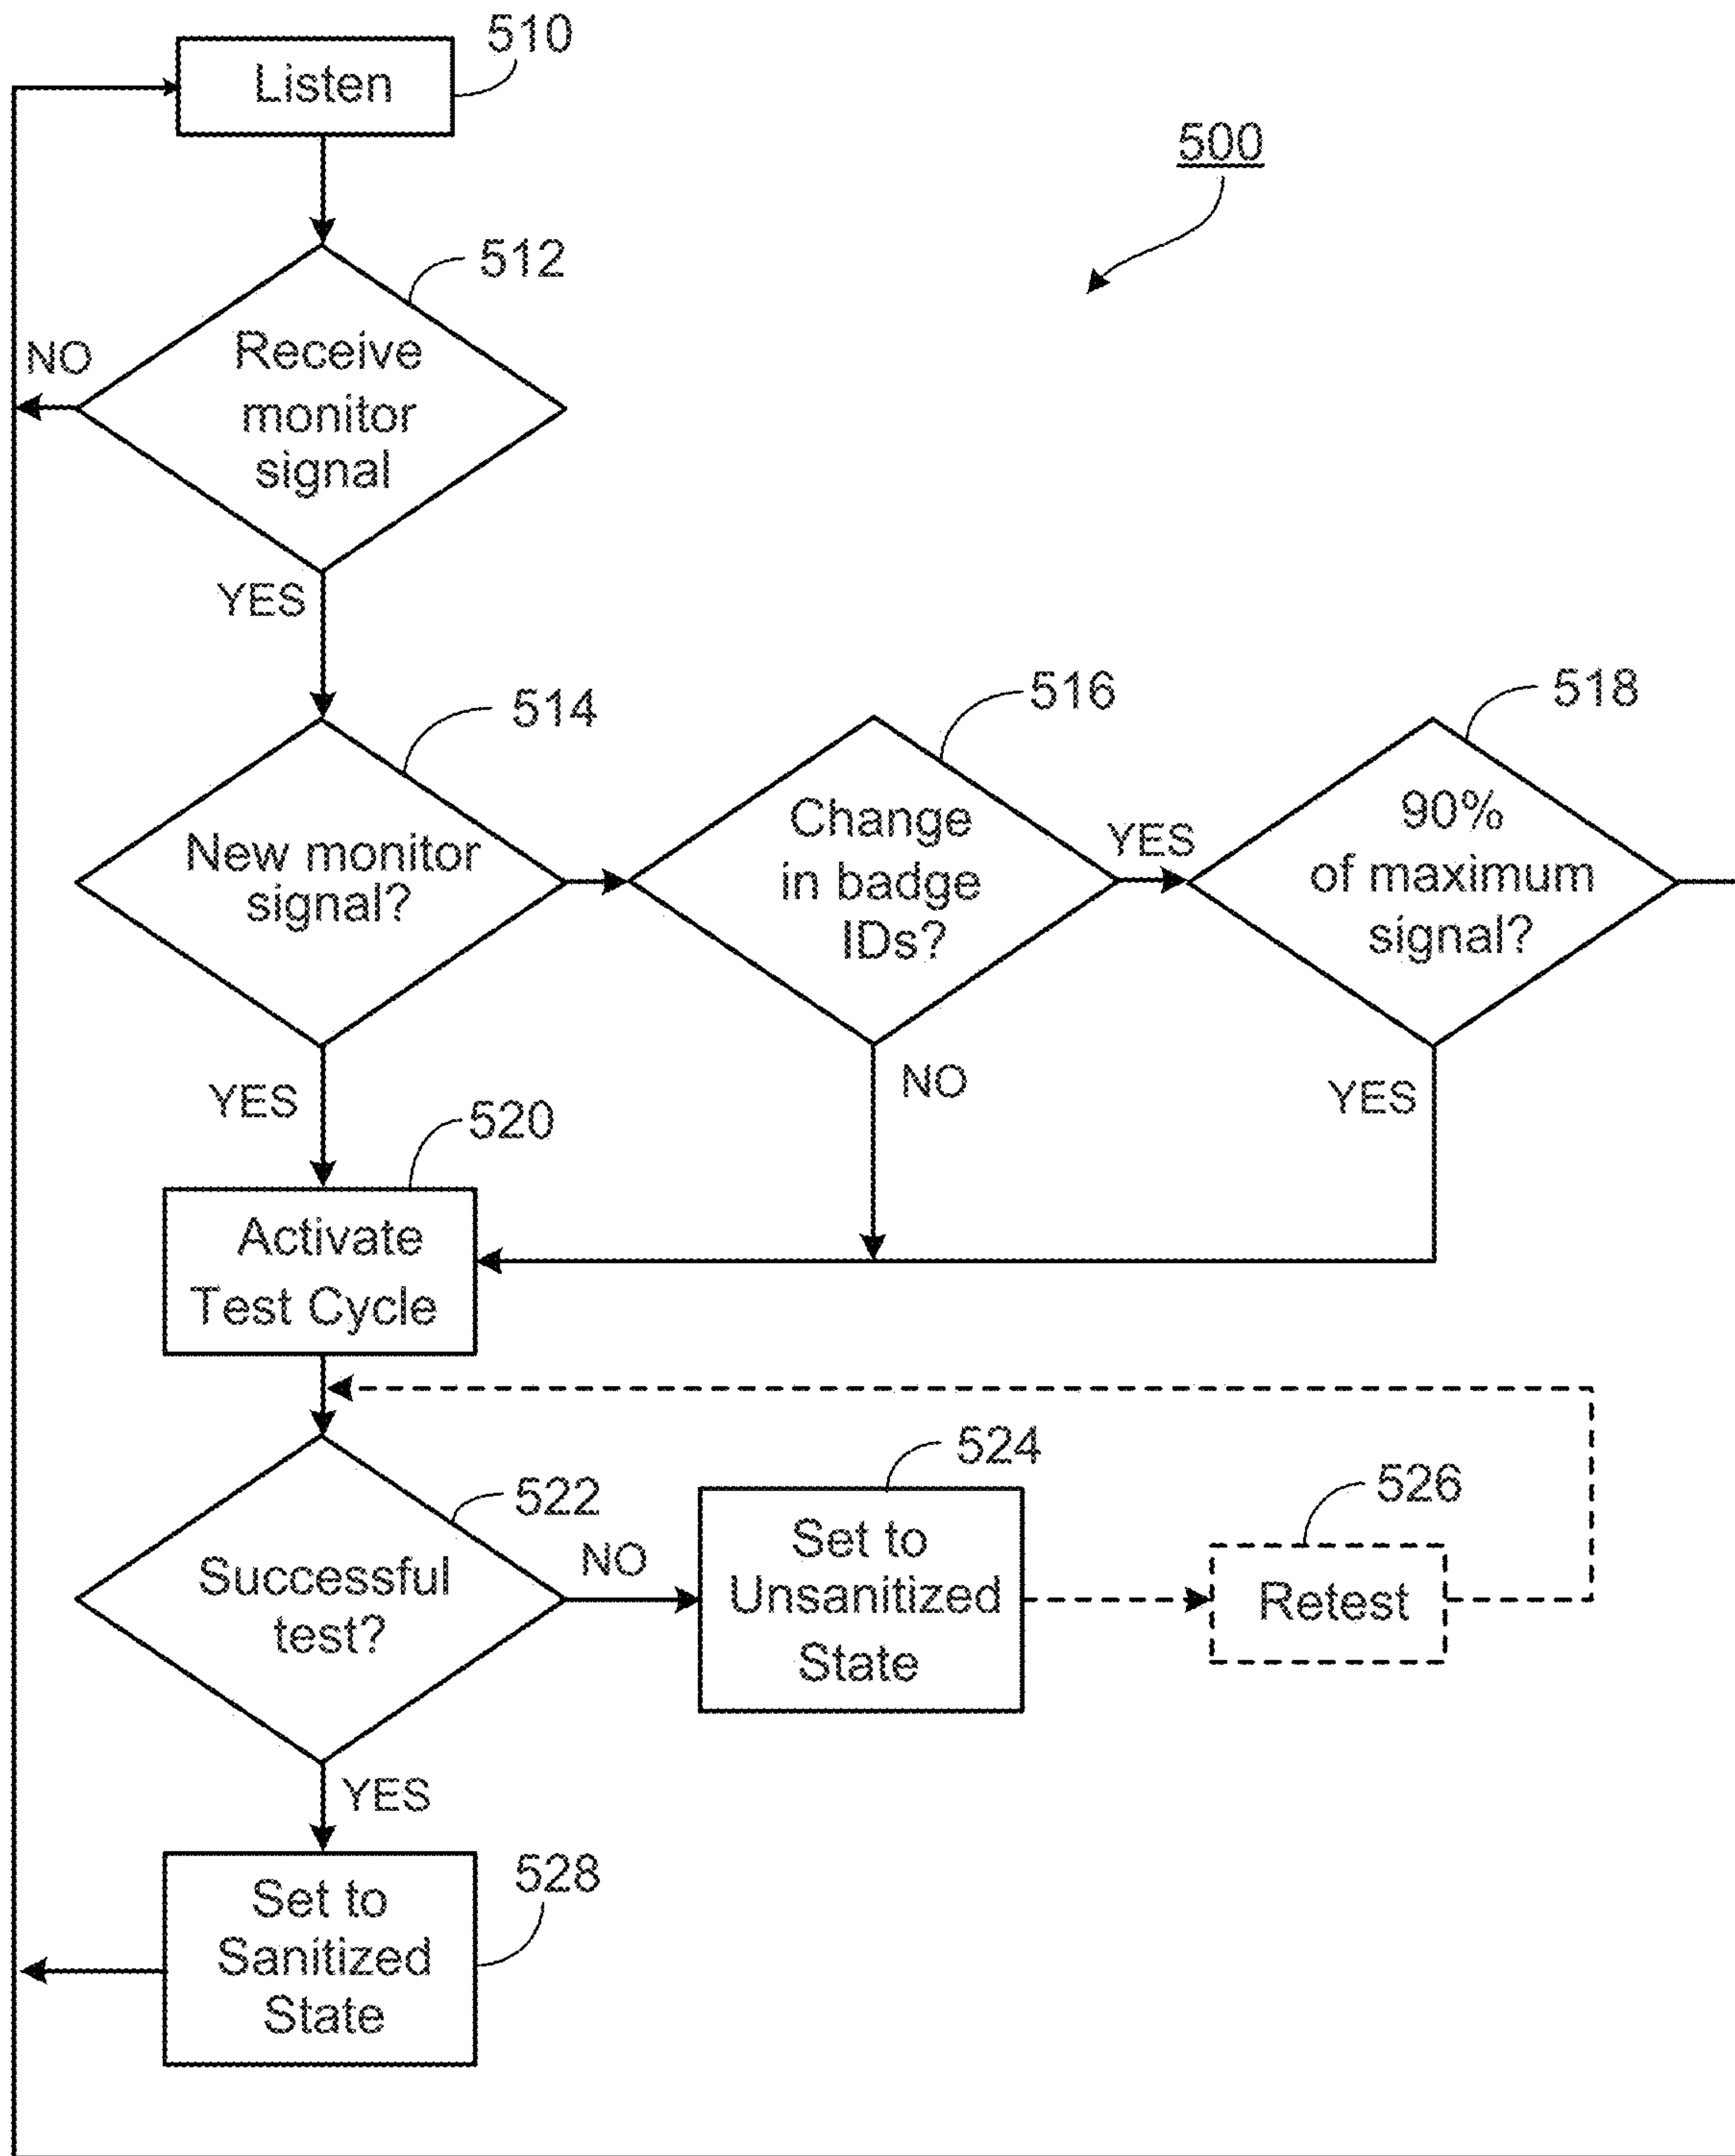 510
Listen
500
512
NO
Receive
monitor
signal
YES
514
516
518
New monitor
signal?
Change
in badge
IDs?
YES
90%
of maximum
signal?
YES
NO
YES
520
Activate
Test Cycle
522
524
526
Successful
test?
NO
Set to
Unsanitized
State
Retest
YES
528
Set to
Sanitized
State